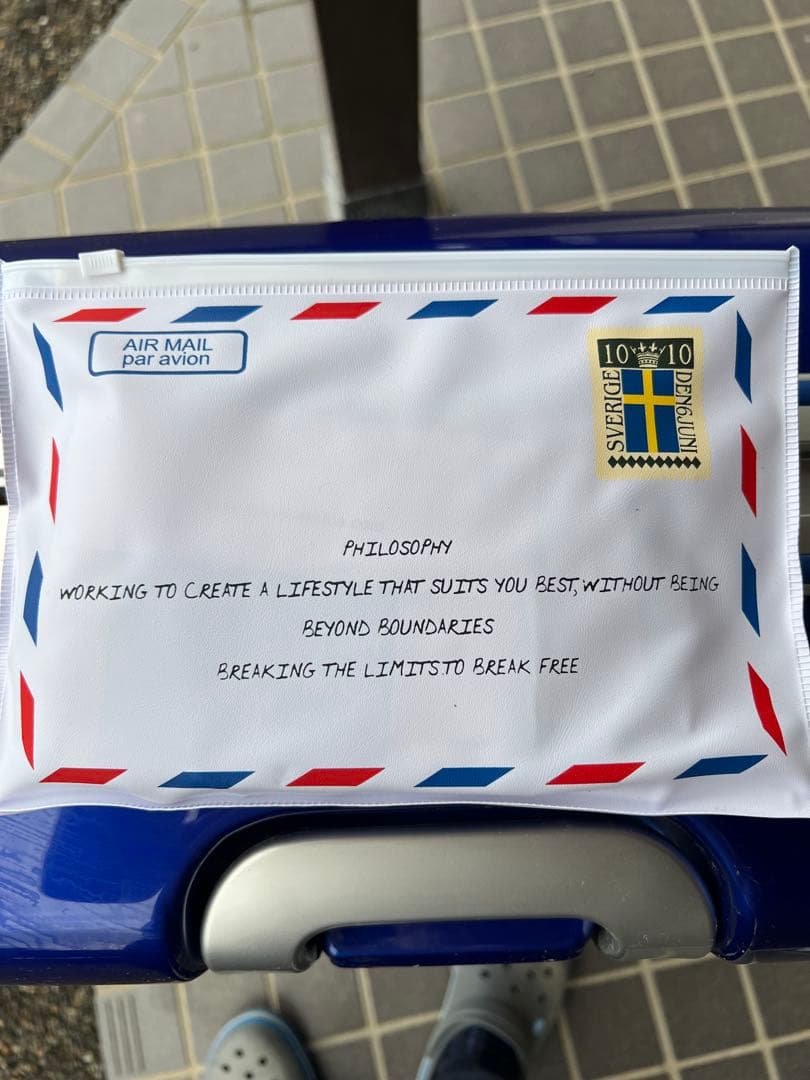 AIR MAIL
par avion
10 10
SVERIGE
DEN 6 JUNI
PHILOSOPHY
WORKING TO CREATE A LIFESTYLE THAT SUITS YOU BEST, WITHOUT BEING
BEYOND BOUNDARIES
BREAKING THE LIMITS.TO BREAK FREE